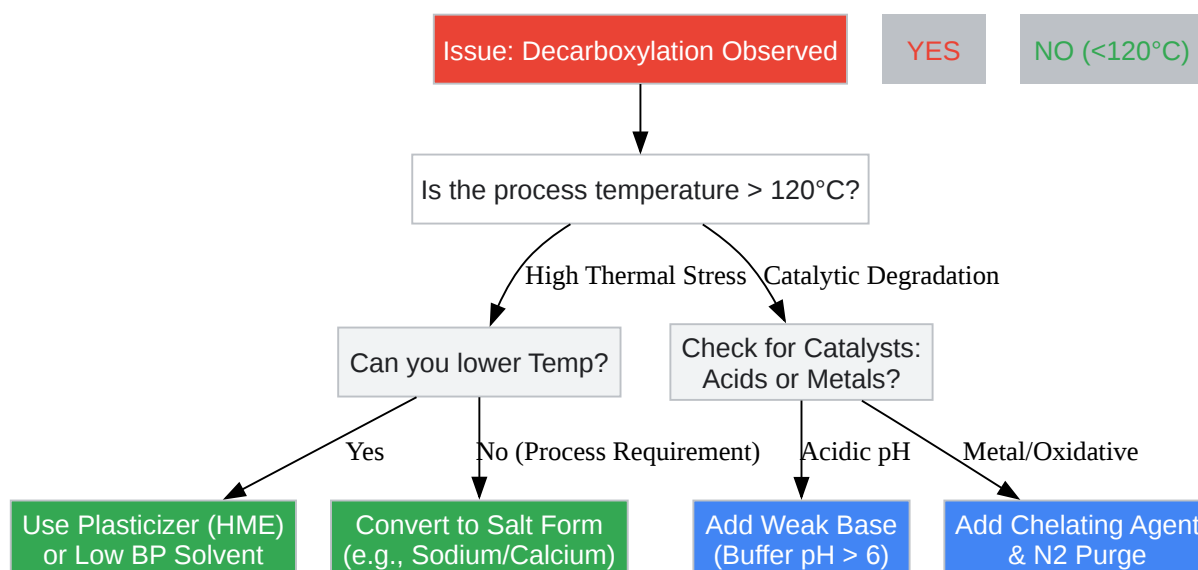 Issue: Decarboxylation Observed
YES
NO (<120°C)
Is the process temperature > 120°C?
High Thermal Stress
Catalytic Degradation
Can you lower Temp?
Check for Catalysts:
Acids or Metals?
Yes
No (Process Requirement)
Acidic pH
Metal/Oxidative
Use Plasticizer (HME)
or Low BP Solvent
Convert to Salt Form
(e.g., Sodium/Calcium)
Add Weak Base
(Buffer pH > 6)
Add Chelating Agent
& N2 Purge